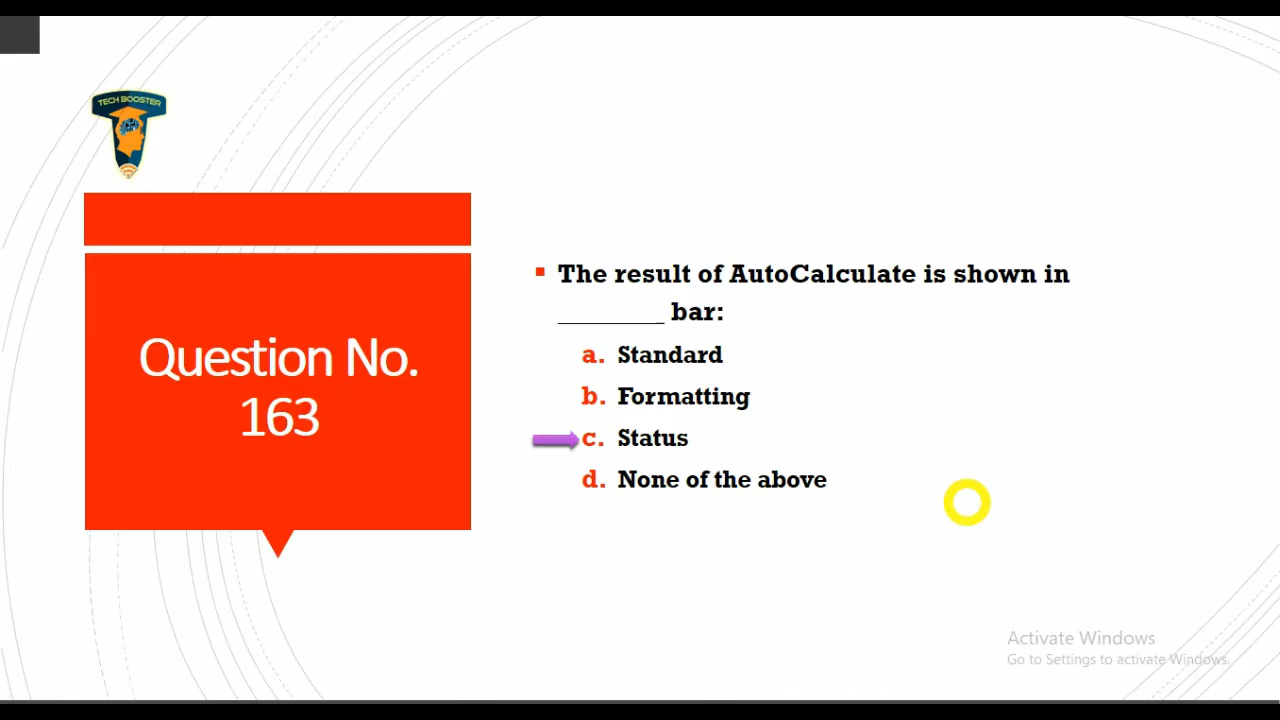 TECH BOOSTER
Question No.
163
▪ The result of AutoCalculate is shown in
________ bar:
a. Standard
b. Formatting
c. Status
d. None of the above
Activate Windows
Go to Settings to activate Windows.